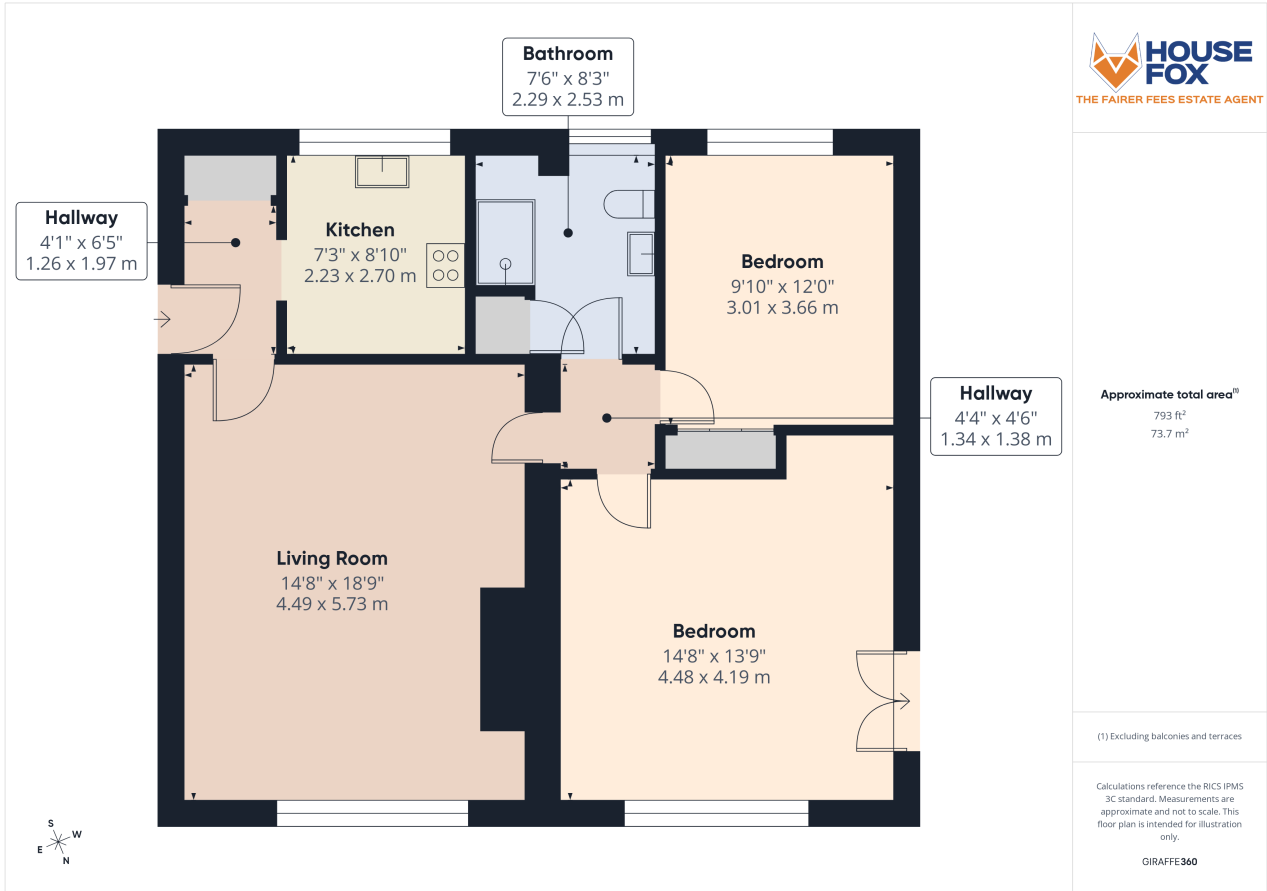 Bathroom
7'6" x 8'3"
2.29 x 2.53 m
Hallway
4'1" x 6'5"
1.26 x 1.97 m
Kitchen
7'3" x 8'10"
2.23 x 2.70 m
Bedroom
9'10" x 12'0"
3.01 x 3.66 m
Hallway
4'4" x 4'6"
1.34 x 1.38 m
Living Room
14'8" x 18'9"
4.49 x 5.73 m
Bedroom
14'8" x 13'9"
4.48 x 4.19 m
S
W
E
N
HOUSE
FOX
THE FAIRER FEES ESTATE AGENT
Approximate total area(1)
793 ft²
73.7 m²
(1) Excluding balconies and terraces
Calculations reference the RICS IPMS
3C standard. Measurements are
approximate and not to scale. This
floor plan is intended for illustration
only.
GIRAFFE360